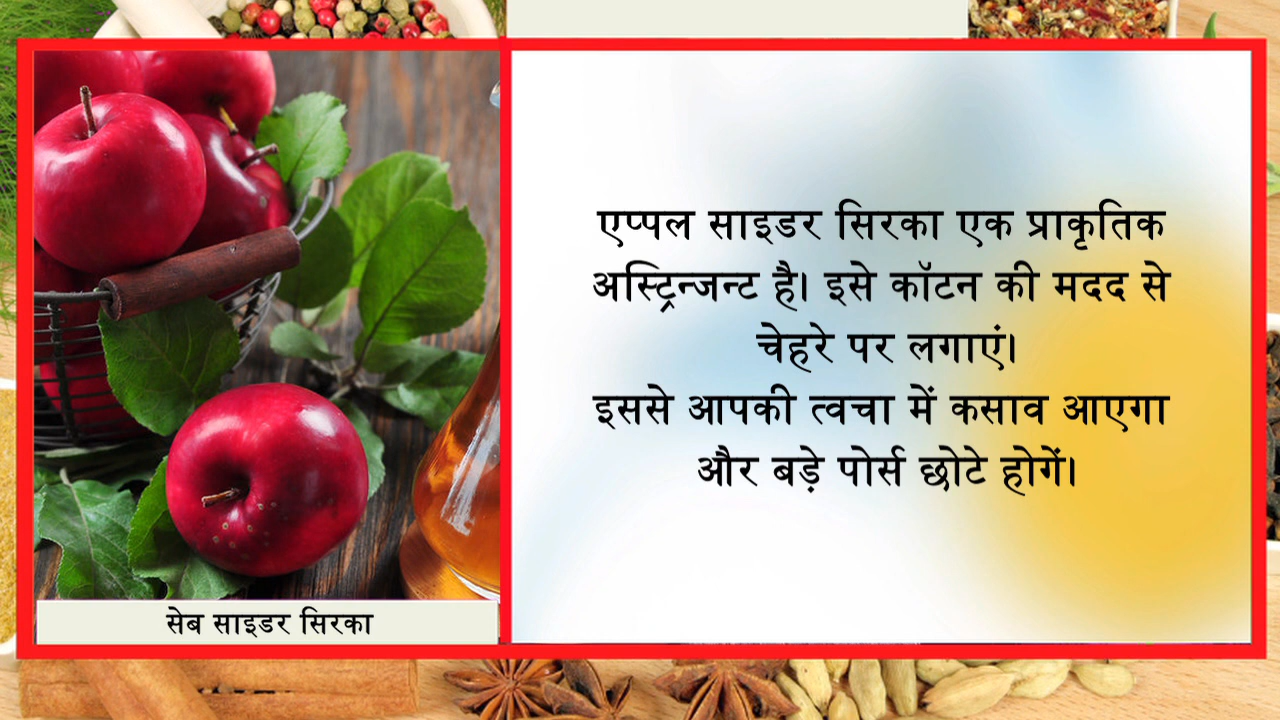 एप्पल साइडर सिरका एक प्राकृतिक
अस्ट्रिन्जन्ट है। इसे कॉटन की मदद से
चेहरे पर लगाएं।
इससे आपकी त्वचा में कसाव आएगा
और बड़े पोर्स छोटे होगें।
सेब साइडर सिरका